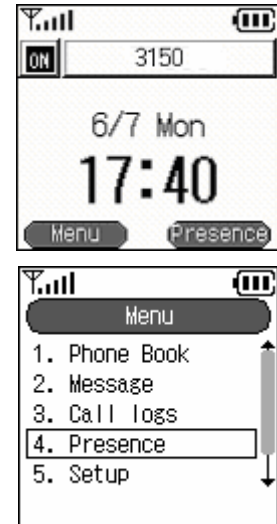 ON 3150
6/7 Mon
17:40
Menu Presence
Menu
1. Phone Book
2. Message
3. Call logs
4. Presence
5. Setup